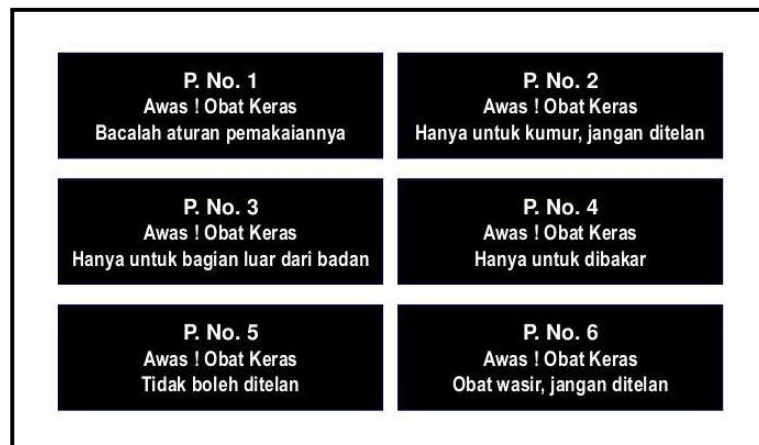 P. No. 1
Awas ! Obat Keras
Bacalah aturan pemakaiannya
P. No. 2
Awas ! Obat Keras
Hanya untuk kumur, jangan ditelan
P. No. 3
Awas ! Obat Keras
Hanya untuk bagian luar dari badan
P. No. 4
Awas ! Obat Keras
Hanya untuk dibakar
P. No. 5
Awas ! Obat Keras
Tidak boleh ditelan
P. No. 6
Awas ! Obat Keras
Obat wasir, jangan ditelan